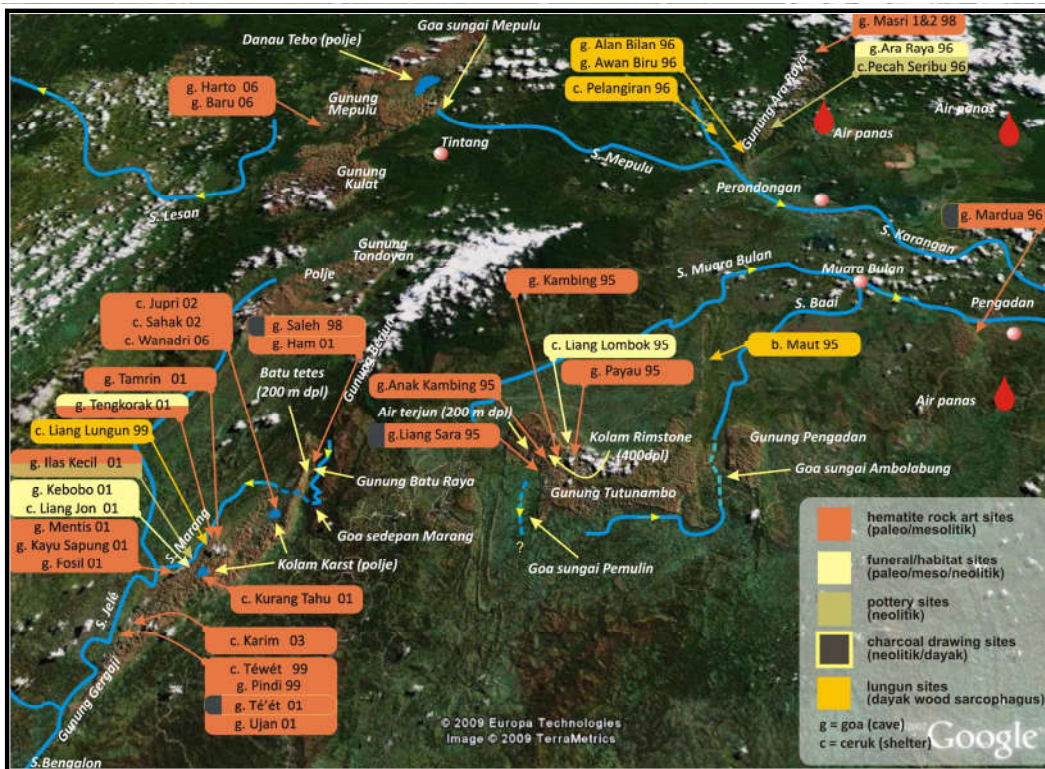 Goa sungai Mepulu
g. Masri 1&2 98
Danau Tebo (polje)
g. Alan Bilan 96
g. Awan Biru 96
g.Ara Raya 96
c.Pecah Seribu 96
g. Harto 06
g. Baru 06
Gunung
Mepulu
c. Pelangiran 96
Gunung Ara Raya
Air panas
Air panas
Tintang
Gunung
Kulat
S. Mepulu
Perondongan
S. Lesan
g. Mardua 96
S. Karangan
Gunung
Tondoyan
Polje
S. Muara Bulan
Muara Bulan
g. Kambing 95
S. Baai
Pengadan
c. Jupri 02
c. Sahak 02
c. Wanadri 06
g. Saleh 98
g. Ham 01
Gunung Beriun
c. Liang Lombok 95
b. Maut 95
g. Tamrin 01
Batu tetes
(200 m dpl)
g.Anak Kambing 95
g. Payau 95
g. Tengkorak 01
Air terjun (200 m dpl)
Air panas
c. Liang Lungun 99
g.Liang Sara 95
Kolam Rimstone
(400dpl)
Gunung Pengadan
g. Ilas Kecil 01
Gunung Batu Raya
Goa sungai Ambolabung
g. Kebobo 01
c. Liang Jon 01
Gunung Tutunambo
g. Mentis 01
g. Kayu Sapung 01
g. Fosil 01
S. Marang
Goa sedepan Marang
?
Kolam Karst (polje)
Goa sungai Pemulin
c. Kurang Tahu 01
S. Jelé
c. Karim 03
c. Téwét 99
g. Pindi 99
g. Té'ét 01
g. Ujan 01
Gunung Gergaji
S.Bengalon
hematite rock art sites
(paleo/mesolitik)
funeral/habitat sites
(paleo/meso/neolitik)
pottery sites
(neolitik)
charcoal drawing sites
(neolitik/dayak)
lungun sites
(dayak wood sarcophagus)
g = goa (cave)
c = ceruk (shelter)
© 2009 Europa Technologies
Image © 2009 TerraMetrics
Google